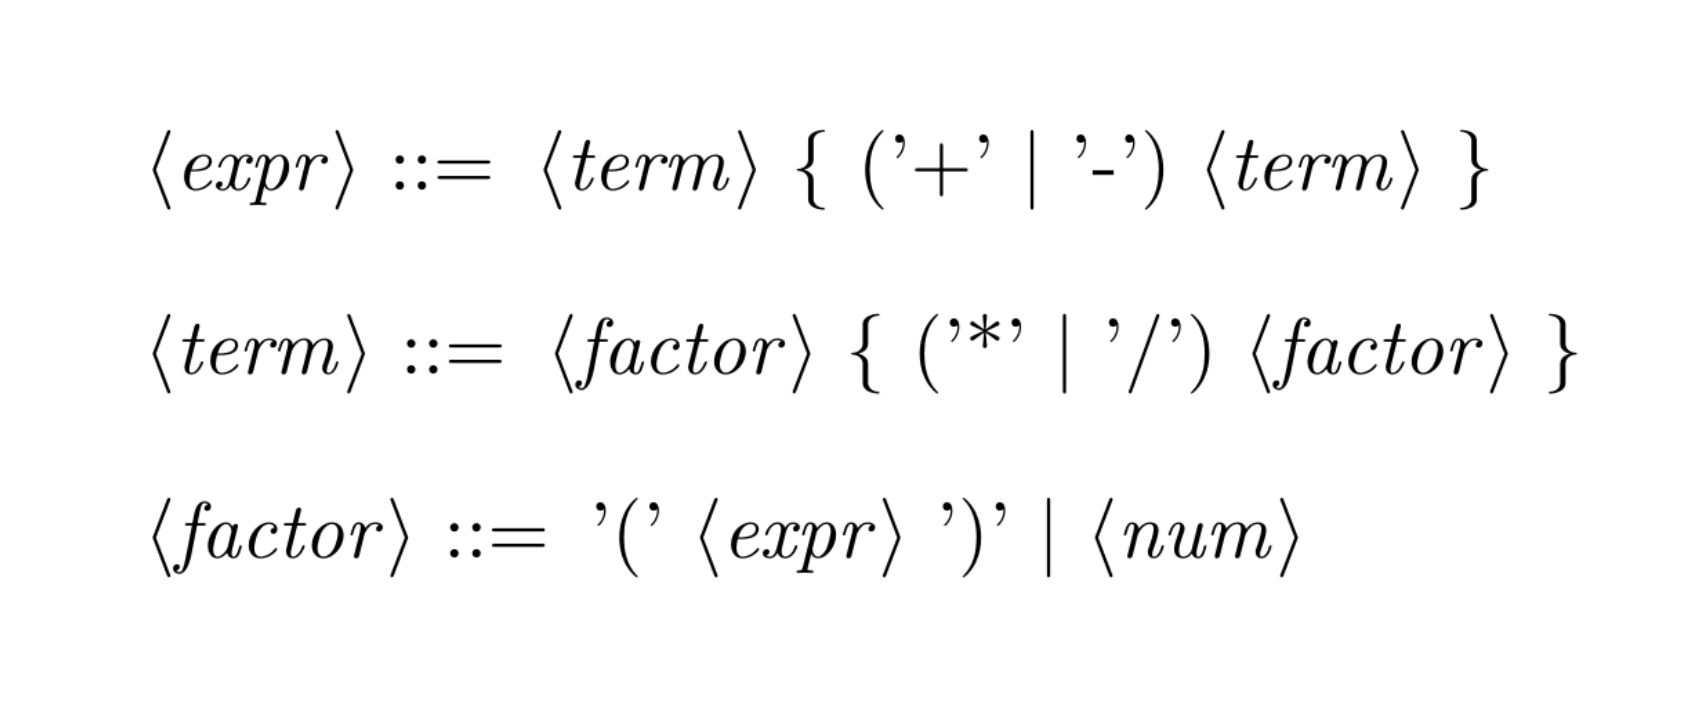 ⟨expr⟩ ::= ⟨term⟩ { (’+’ | ’-’) ⟨term⟩ }
⟨term⟩ ::= ⟨factor⟩ { (’*’ | ’/’) ⟨factor⟩ }
⟨factor⟩ ::= ’(’ ⟨expr⟩ ’)’ | ⟨num⟩